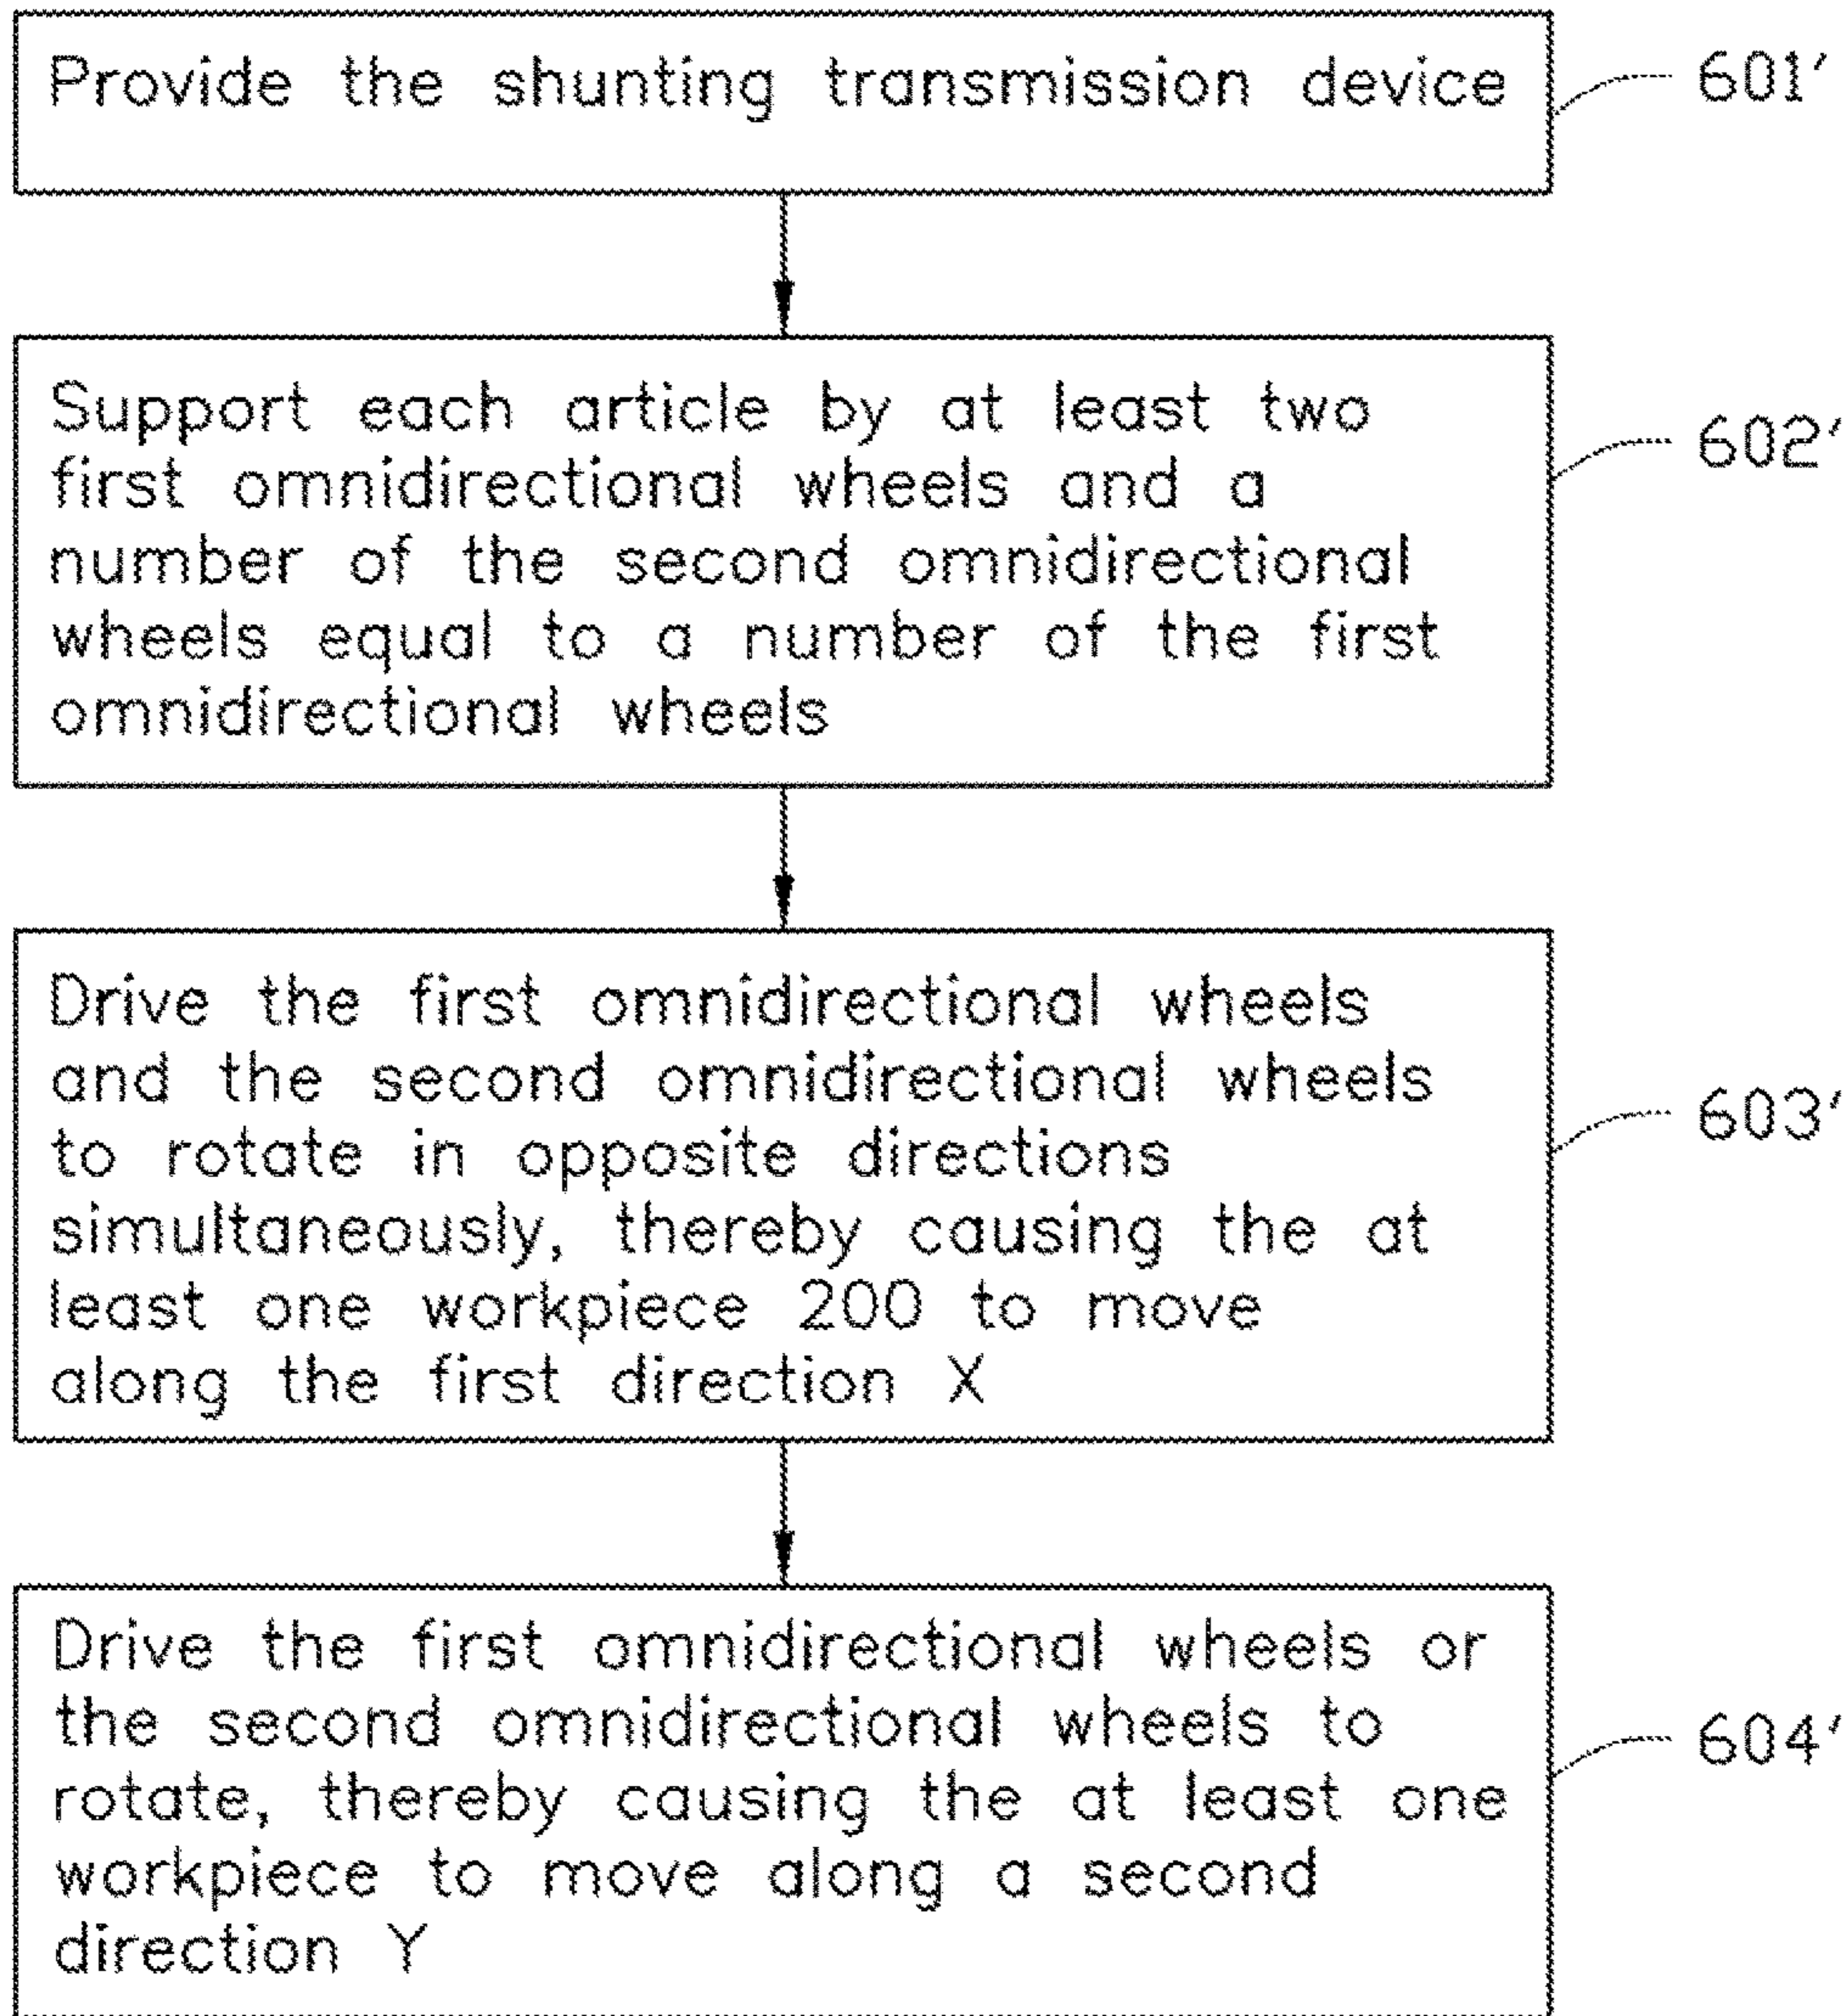 Provide the shunting transmission device
601'
Support each article by at least two
first omnidirectional wheels and a
number of the second omnidirectional
wheels equal to a number of the first
omnidirectional wheels
602'
Drive the first omnidirectional wheels
and the second omnidirectional wheels
to rotate in opposite directions
simultaneously, thereby causing the at
least one workpiece 200 to move
along the first direction X
603'
Drive the first omnidirectional wheels or
the second omnidirectional wheels to
rotate, thereby causing the at least one
workpiece to move along a second
direction Y
604'